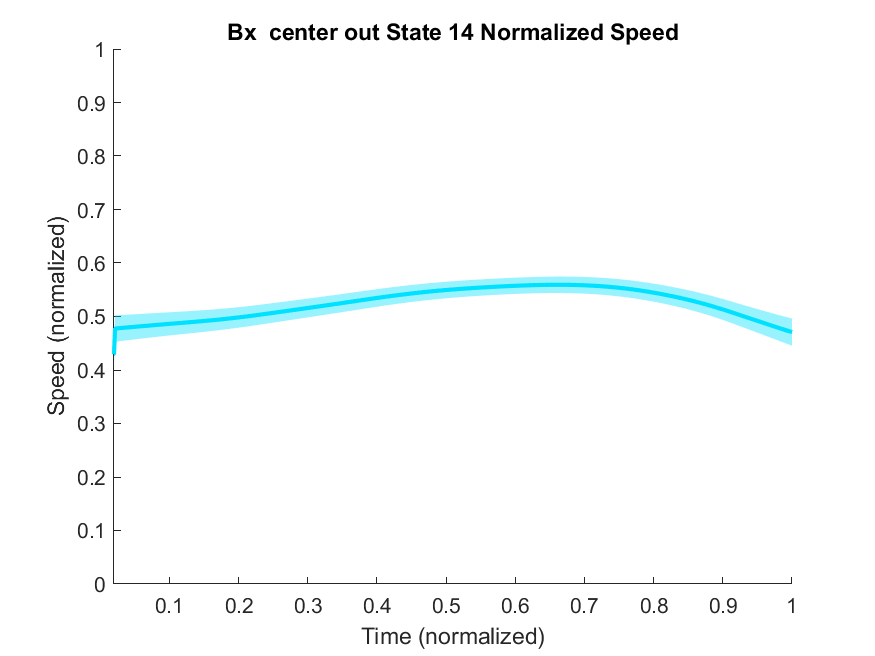 Bx  center out State 14 Normalized Speed
1
0.9
0.8
0.7
0.6
0.5
0.4
0.3
0.2
0.1
0
Speed (normalized)
0.1 0.2 0.3 0.4 0.5 0.6 0.7 0.8 0.9 1
Time (normalized)